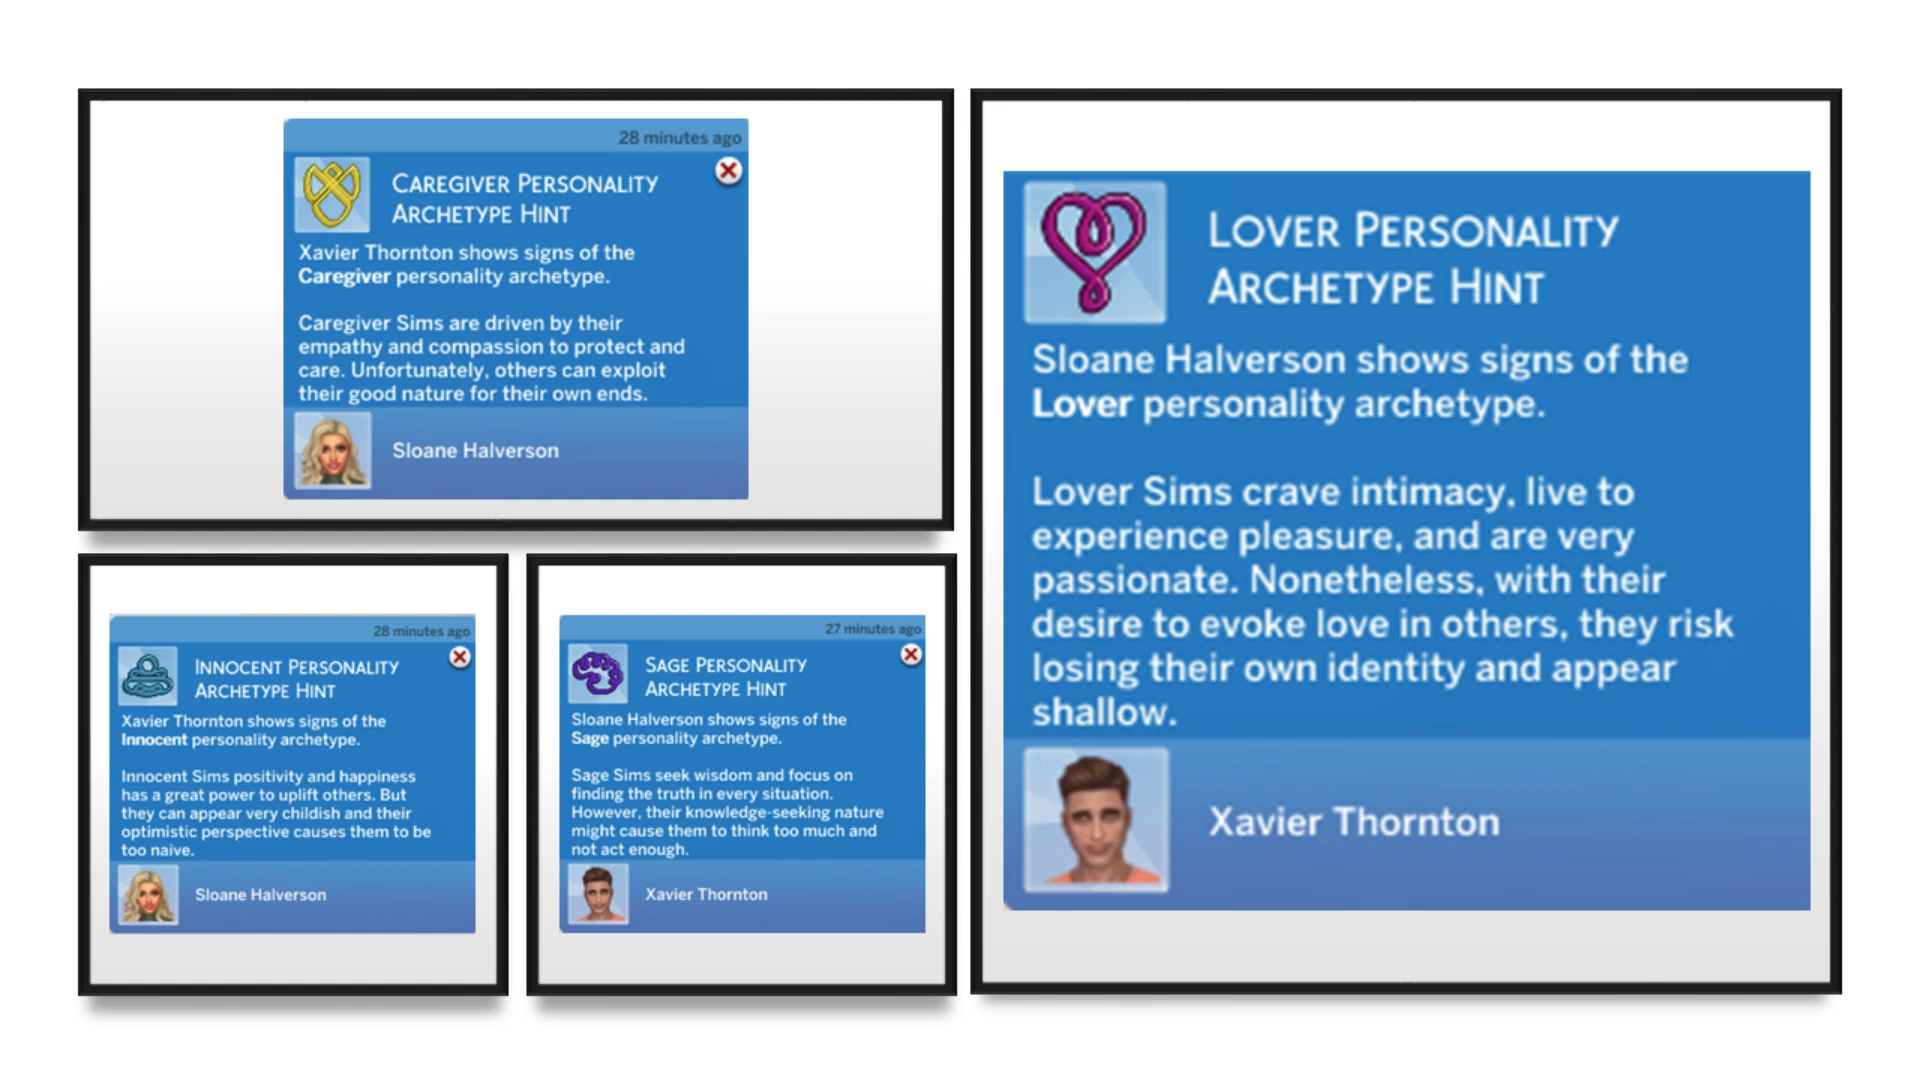 28 minutes ago
CAREGIVER PERSONALITY
ARCHETYPE HINT
Xavier Thornton shows signs of the
Caregiver personality archetype.
Caregiver Sims are driven by their
empathy and compassion to protect and
care. Unfortunately, others can exploit
their good nature for their own ends.
Sloane Halverson
28 minutes ago
INNOCENT PERSONALITY
ARCHETYPE HINT
Xavier Thornton shows signs of the
Innocent personality archetype.
Innocent Sims positivity and happiness
has a great power to uplift others. But
they can appear very childish and their
optimistic perspective causes them to be
too naive.
Sloane Halverson
27 minutes ago
SAGE PERSONALITY
ARCHETYPE HINT
Sloane Halverson shows signs of the
Sage personality archetype.
Sage Sims seek wisdom and focus on
finding the truth in every situation.
However, their knowledge-seeking nature
might cause them to think too much and
not act enough.
Xavier Thornton
LOVER PERSONALITY
ARCHETYPE HINT
Sloane Halverson shows signs of the
Lover personality archetype.
Lover Sims crave intimacy, live to
experience pleasure, and are very
passionate. Nonetheless, with their
desire to evoke love in others, they risk
losing their own identity and appear
shallow.
Xavier Thornton